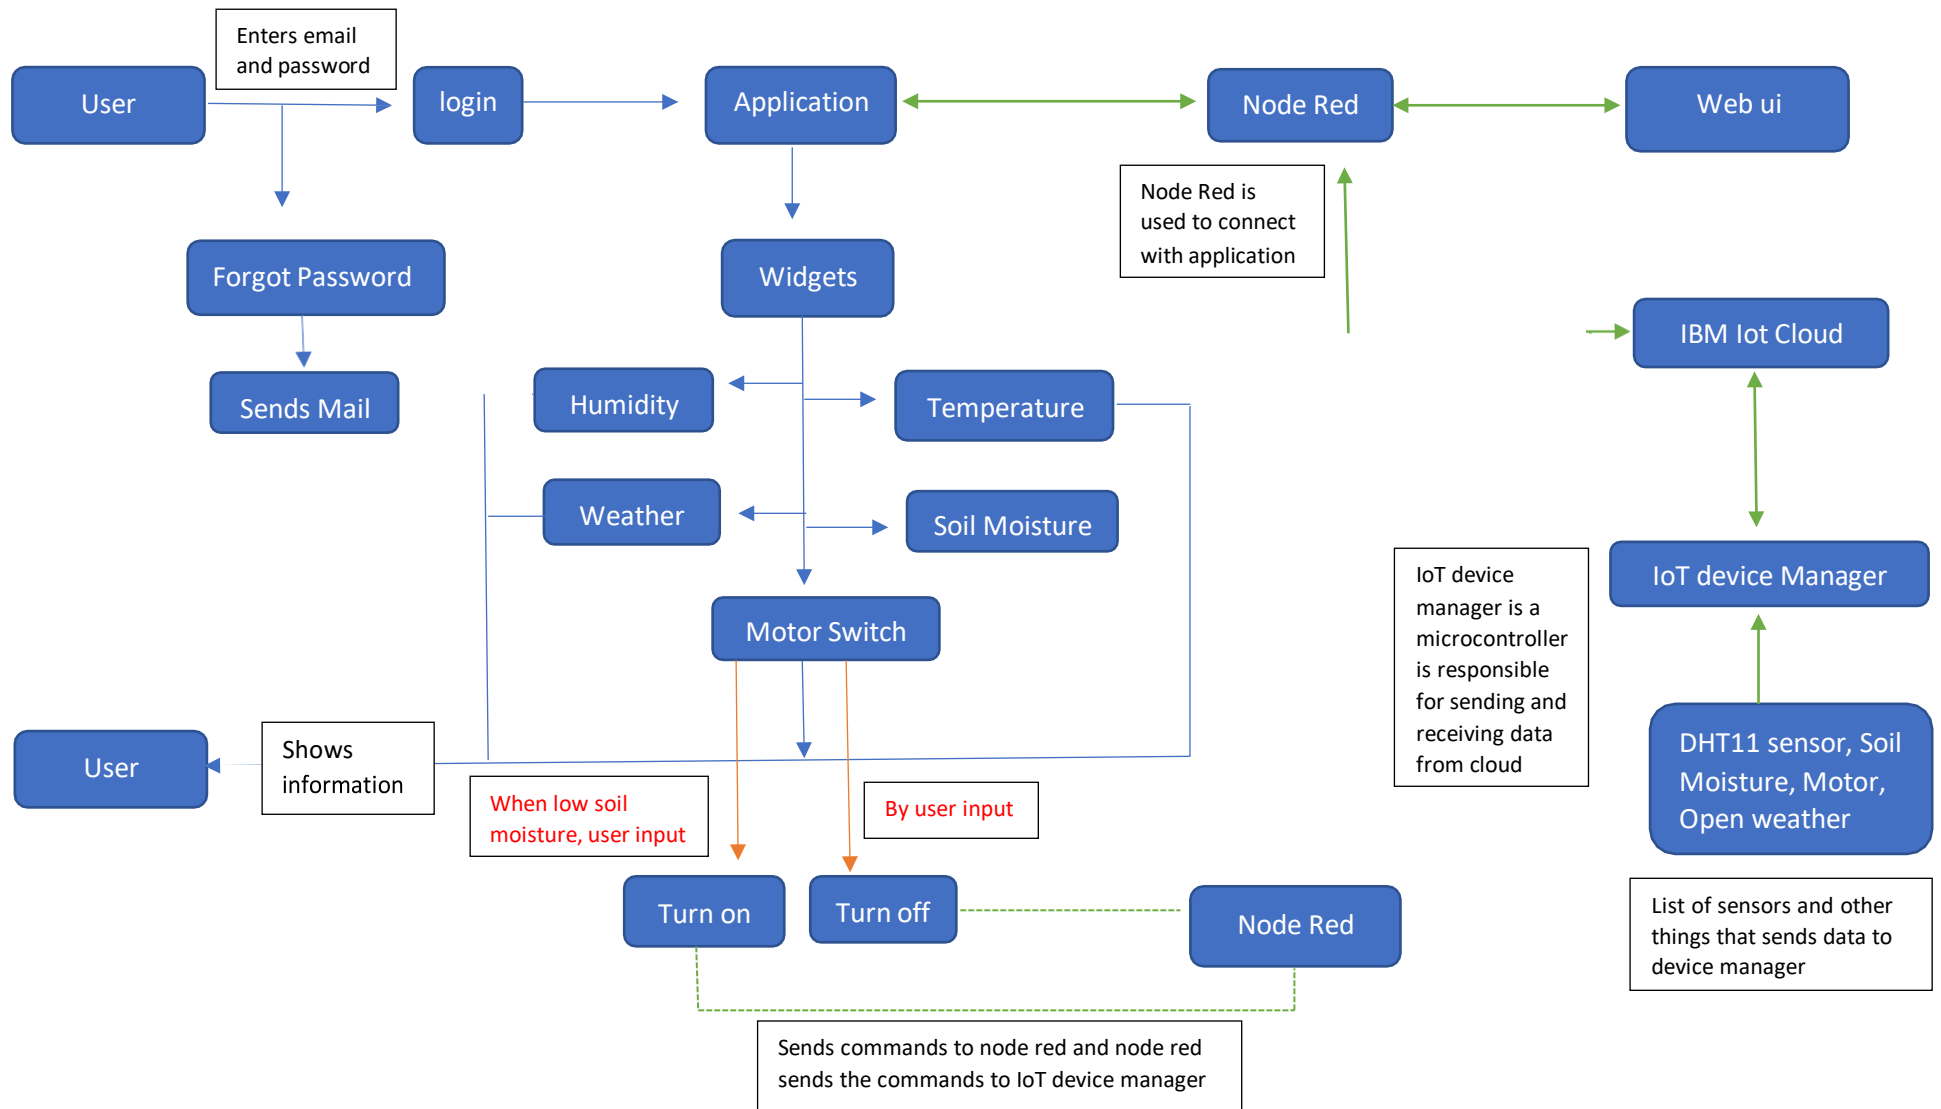 Enters email
and password
User
login
Application
Node Red
Web ui
Node Red is
used to connect
with application
Forgot Password
Widgets
IBM Iot Cloud
Sends Mail
Humidity
Temperature
Weather
Soil Moisture
IoT device
manager is a
microcontroller
is responsible
for sending and
receiving data
from cloud
IoT device Manager
Motor Switch
User
Shows
information
DHT11 sensor, Soil
Moisture, Motor,
Open weather
When low soil
moisture, user input
By user input
Turn on
Turn off
Node Red
List of sensors and other
things that sends data to
device manager
Sends commands to node red and node red
sends the commands to IoT device manager